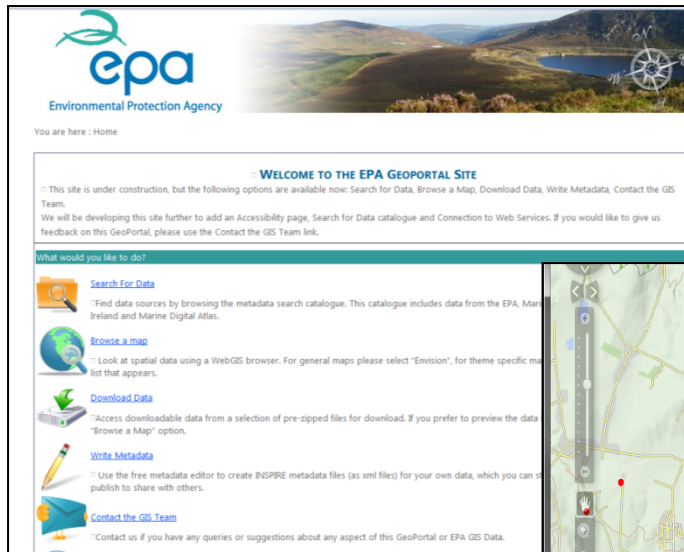 epa
Environmental Protection Agency
N
W
You are here : Home
WELCOME TO THE EPA GEOPORTAL SITE
This site is under construction, but the following options are available now: Search for Data, Browse a Map, Download Data, Write Metadata, Contact the GIS
Team.
We will be developing this site further to add an Accessibility page, Search for Data catalogue and Connection to Web Services. If you would like to give us
feedback on this GeoPortal, please use the Contact the GIS Team link.
What would you like to do?
Search For Data
Find data sources by browsing the metadata search catalogue. This catalogue includes data from the EPA,
Ireland and Marine Digital Atlas.
Browse a map
Look at spatial data using a WebGIS browser. For general maps please select "Envision", for theme specific
list that appears.
Download Data
Access downloadable data from a selection of pre-zipped files for download. If you prefer to preview the data
"Browse a Map" option.
Write Metadata
Use the free metadata editor to create INSPIRE metadata files (as xml files) for your own data, which you can
publish to share with others.
Contact the GIS Team
Contact us if you have any queries or suggestions about any aspect of this GeoPortal or EPA GIS Data.